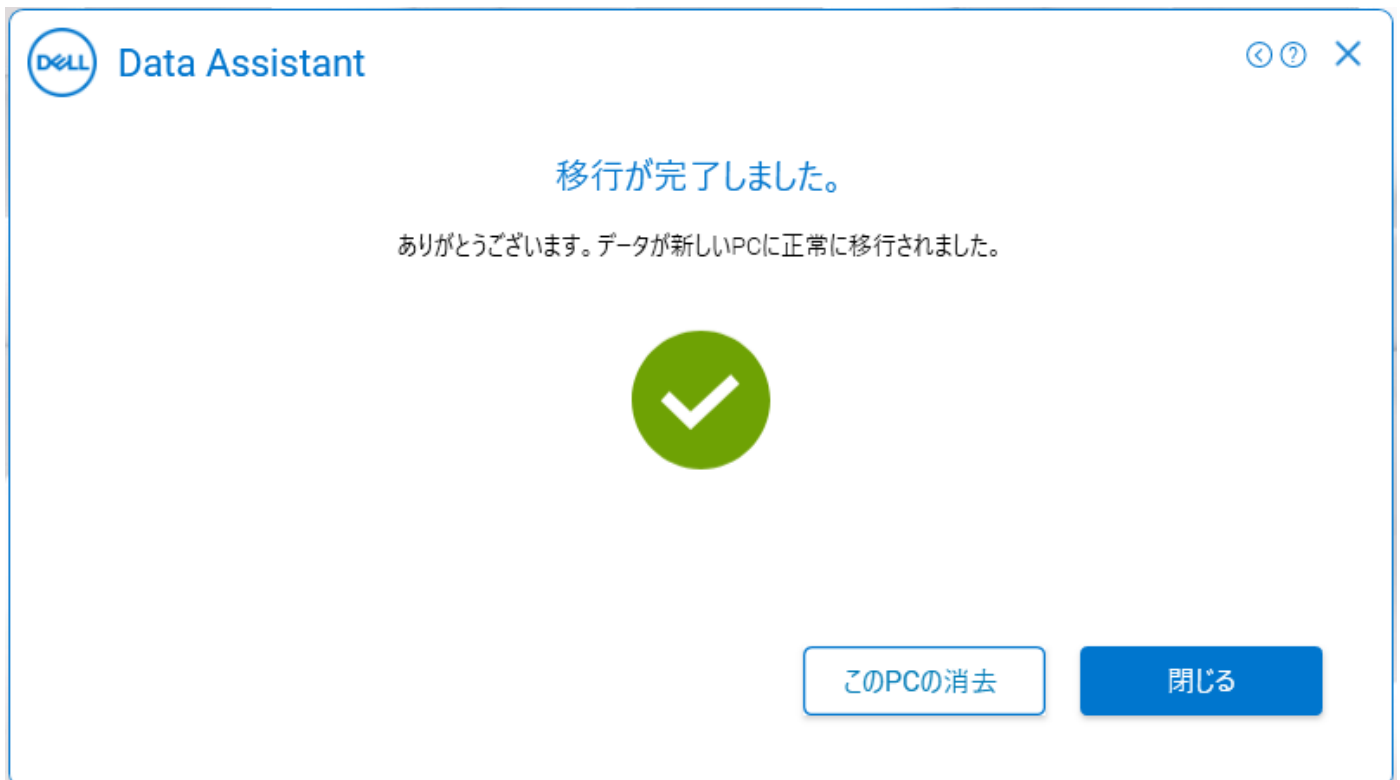 DELL
Data Assistant
移行が完了しました。
ありがとうございます。データが新しいPCに正常に移行されました。
このPCの消去
閉じる